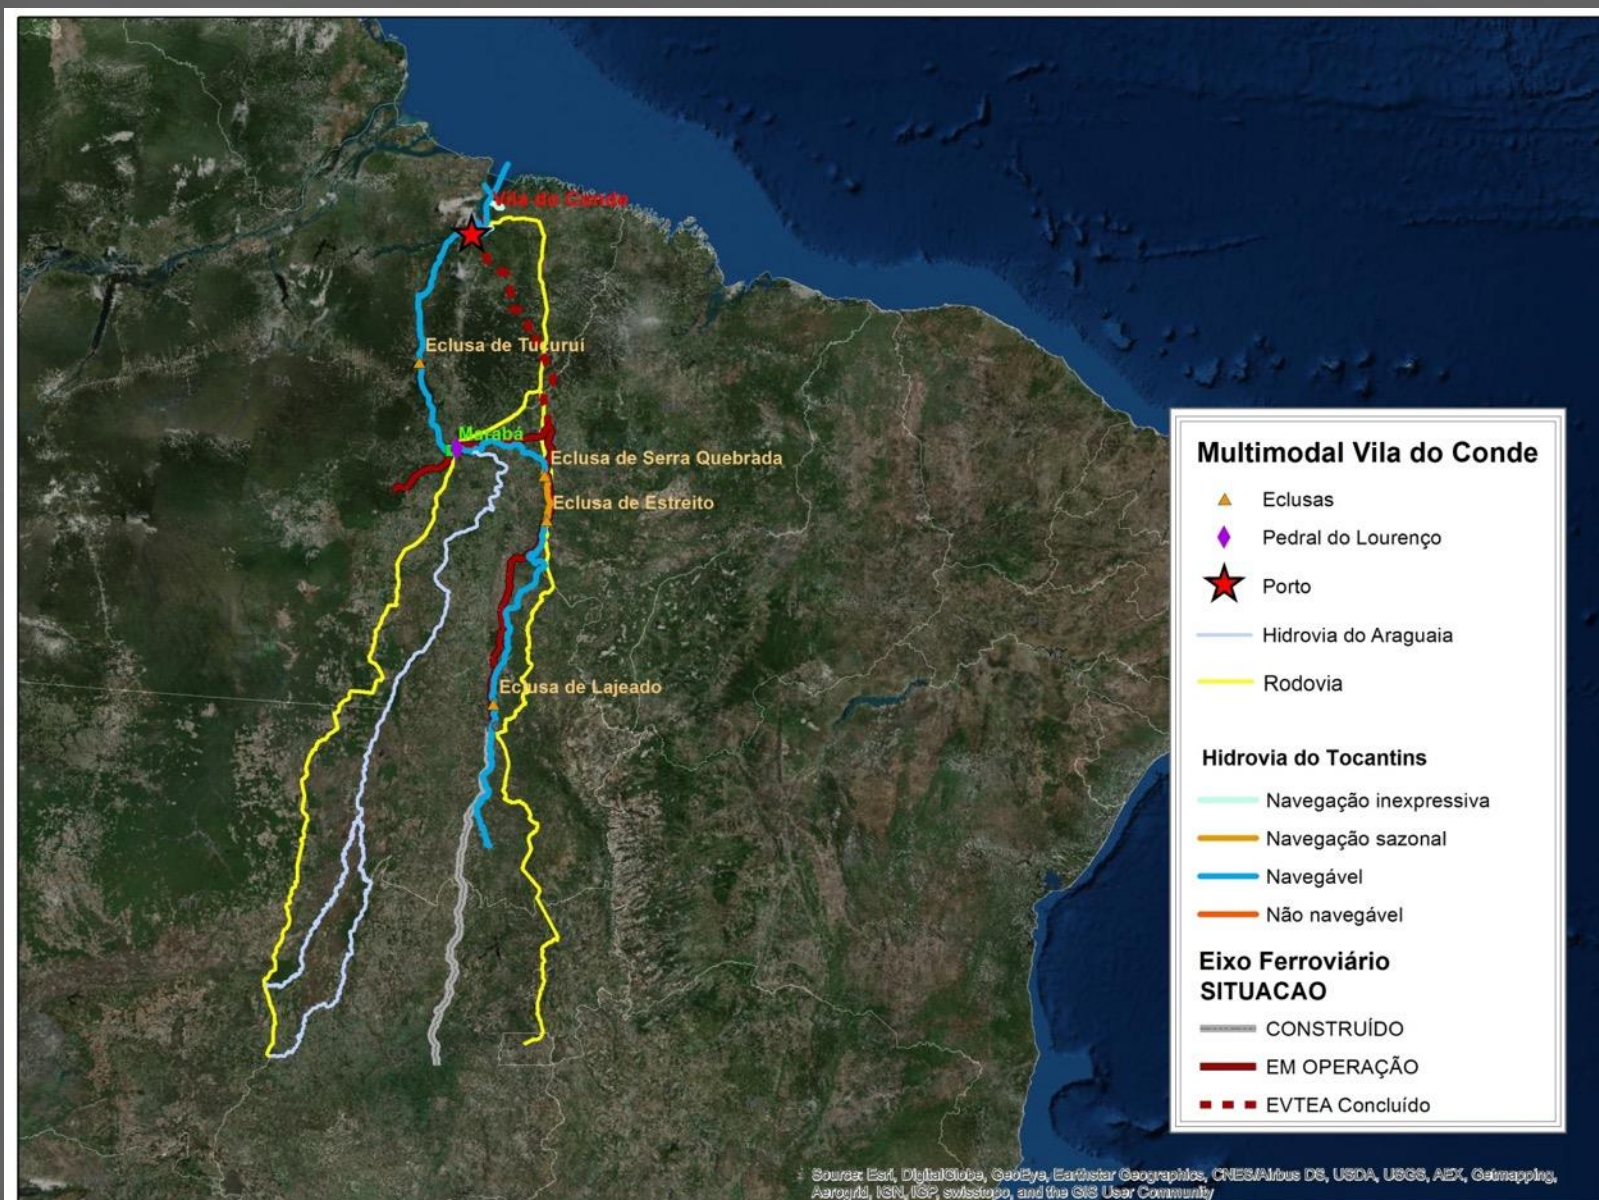 Vila do Conde
Eclusa de Tucuruí
PA
Marabá
Eclusa de Serra Quebrada
Eclusa de Estreito
Eclusa de Lajeado
Multimodal Vila do Conde
Eclusas
Pedral do Lourenço
Porto
Hidrovia do Araguaia
Rodovia
Hidrovia do Tocantins
Navegação inexpressiva
Navegação sazonal
Navegável
Não navegável
Eixo Ferroviário
SITUACAO
CONSTRUÍDO
EM OPERAÇÃO
EVTEA Concluído
Source: Esri, DigitalGlobe, GeoEye, Earthstar Geographics, CNES/Airbus DS, USDA, USGS, AEX, Getmapping,
Aerogrid, IGN, IGP, swisstopo, and the GIS User Community